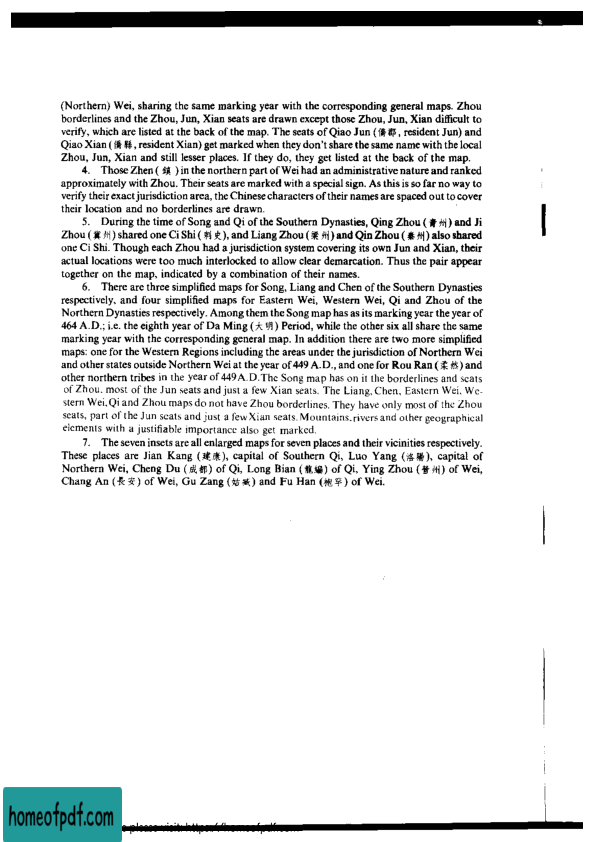 (Northern) Wei, sharing the same marking year with the corresponding general maps. Zhou
borderlines and the Zhou, Jun, Xian seats are drawn except those Zhou, Jun, Xian difficult to
verify, which are listed at the back of the map. The seats of Qiao Jun (僑郡, resident Jun) and
Qiao Xian (僑縣, resident Xian) get marked when they don't share the same name with the local
Zhou, Jun, Xian and still lesser places. If they do, they get listed at the back of the map.
4. Those Zhen (鎮) in the northern part of Wei had an administrative nature and ranked
approximately with Zhou. Their seats are marked with a special sign. As this is so far no way to
verify their exact jurisdiction area, the Chinese characters of their names are spaced out to cover
their location and no borderlines are drawn.
5. During the time of Song and Qi of the Southern Dynasties, Qing Zhou (青州) and Ji
Zhou (冀州) shared one Ci Shi (刺史), and Liang Zhou (梁州) and Qin Zhou (秦州) also shared
one Ci Shi. Though each Zhou had a jurisdiction system covering its own Jun and Xian, their
actual locations were too much interlocked to allow clear demarcation. Thus the pair appear
together on the map, indicated by a combination of their names.
6. There are three simplified maps for Song, Liang and Chen of the Southern Dynasties
respectively, and four simplified maps for Eastern Wei, Western Wei, Qi and Zhou of the
Northern Dynasties respectively. Among them the Song map has as its marking year the year of
464 A.D.; i.e. the eighth year of Da Ming (大明) Period, while the other six all share the same
marking year with the corresponding general map. In addition there are two more simplified
maps: one for the Western Regions including the areas under the jurisdiction of Northern Wei
and other states outside Northern Wei at the year of 449 A.D., and one for Rou Ran (柔然) and
other northern tribes in the year of 449 A.D. The Song map has on it the borderlines and seats
of Zhou, most of the Jun seats and just a few Xian seats. The Liang, Chen, Eastern Wei, We-
stern Wei, Qi and Zhou maps do not have Zhou borderlines. They have only most of the Zhou
seats, part of the Jun seats and just a few Xian seats. Mountains, rivers and other geographical
elements with a justifiable importance also get marked.
7. The seven insets are all enlarged maps for seven places and their vicinities respectively.
These places are Jian Kang (建康), capital of Southern Qi, Luo Yang (洛陽), capital of
Northern Wei, Cheng Du (成都) of Qi, Long Bian (龍編) of Qi, Ying Zhou (營州) of Wei,
Chang An (長安) of Wei, Gu Zang (姑臧) and Fu Han (枹罕) of Wei.
homeofpdf.com
please visit: https://homeofpdf.com